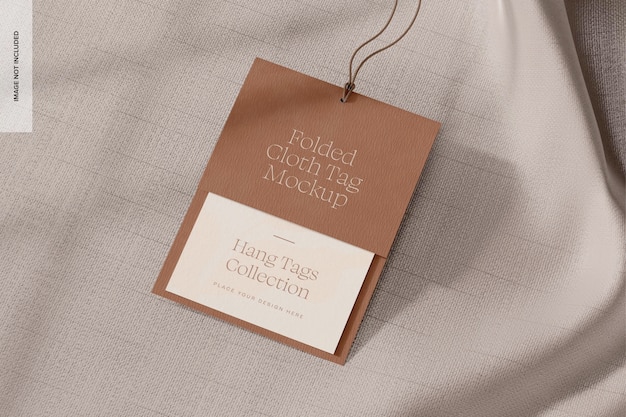 IMAGE NOT INCLUDED
Folded
Cloth Tag
Mockup
Hang Tags
Collection
PLACE YOUR DESIGN HERE